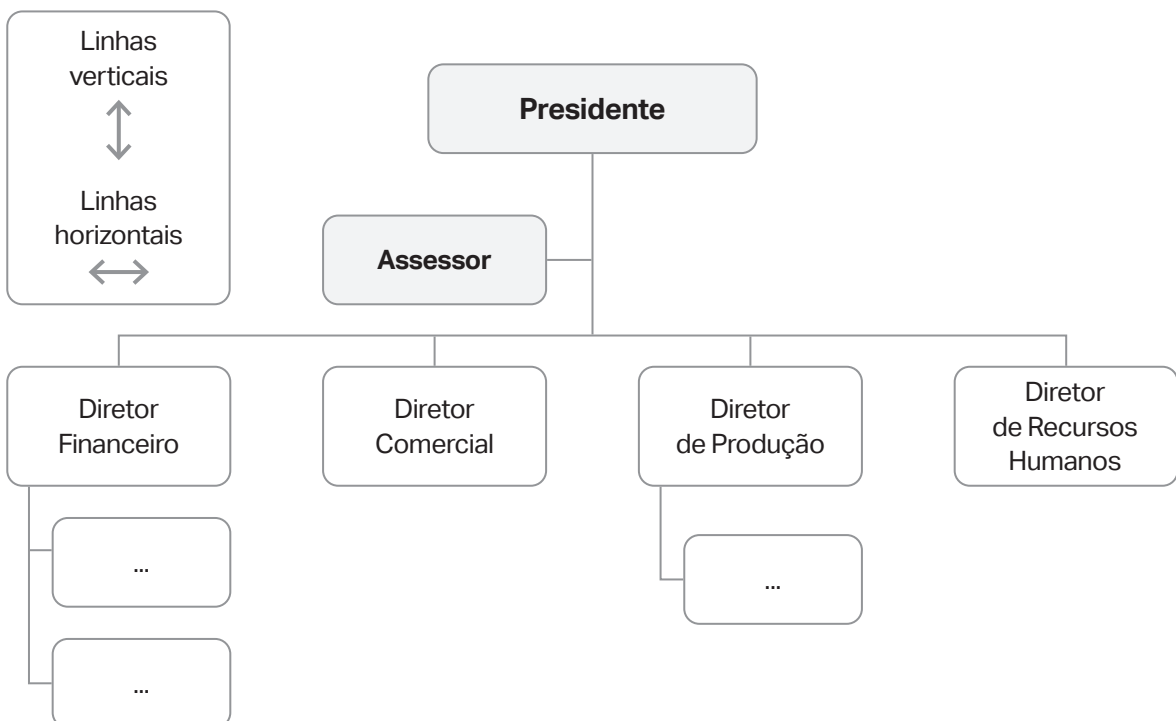 Linhas
verticais
Linhas
horizontais
Presidente
Assessor
Diretor
Financeiro
Diretor
Comercial
Diretor
de Produção
Diretor
de Recursos
Humanos
...
...
...